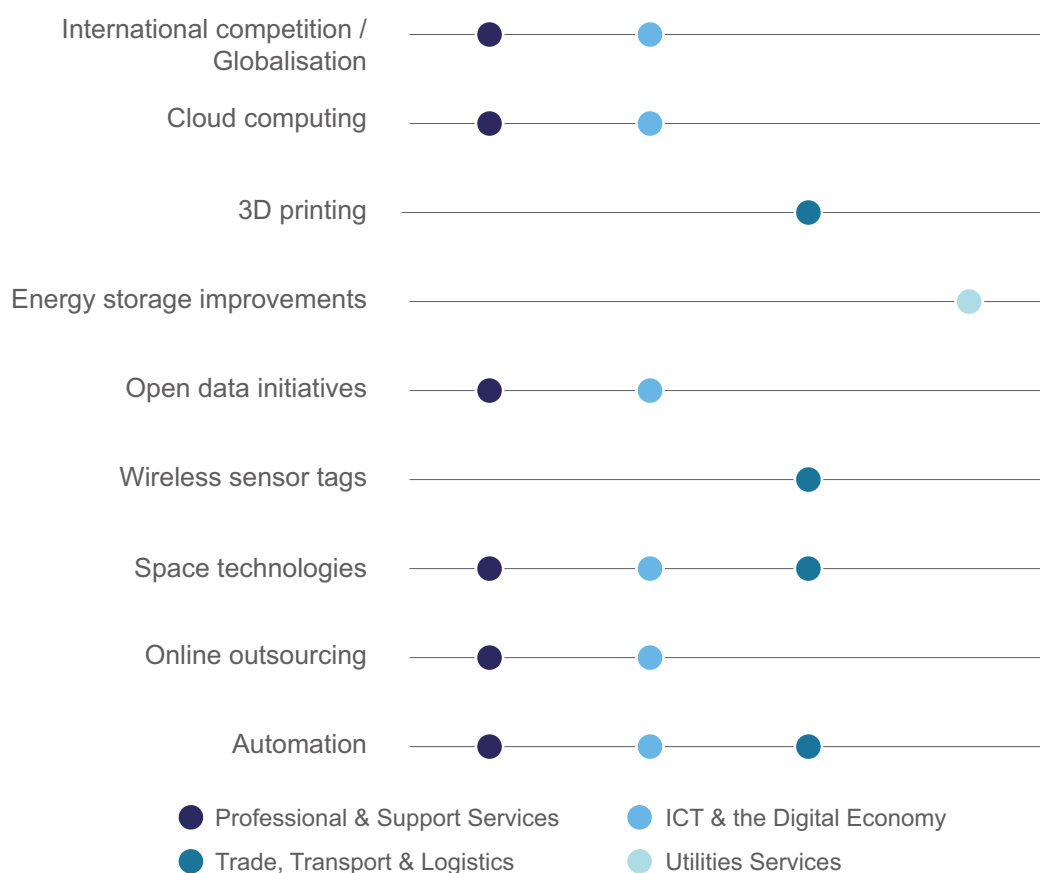 International competition /
Globalisation
Cloud computing
3D printing
Energy storage improvements
Open data initiatives
Wireless sensor tags
Space technologies
Online outsourcing
Automation
Professional & Support Services
ICT & the Digital Economy
Trade, Transport & Logistics
Utilities Services